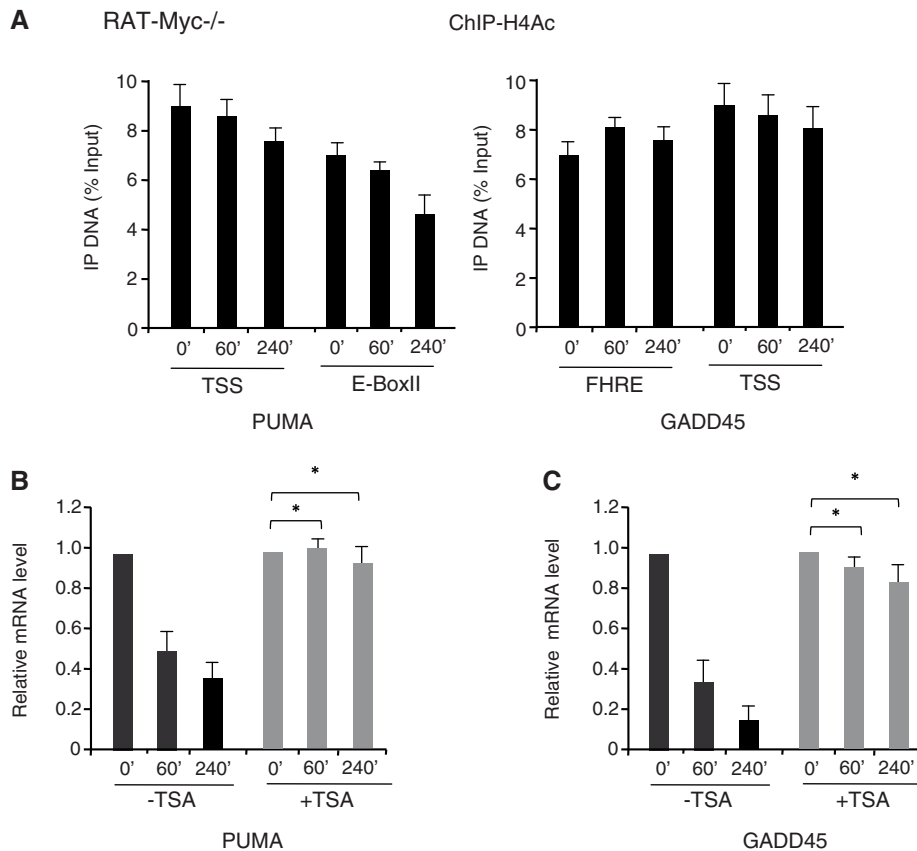 A RAT-Myc-/- ChIP-H4Ac
IP DNA (% Input)
10
8
6
4
2
0
0' 60' 240' 0' 60' 240'
TSS E-BoxII
PUMA
IP DNA (% Input)
10
8
6
4
2
0
0' 60' 240' 0' 60' 240'
FHRE TSS
GADD45
B
Relative mRNA level
1.2
1.0
0.8
0.6
0.4
0.2
0
*
*
0' 60' 240' 0' 60' 240'
-TSA +TSA
PUMA
C
Relative mRNA level
1.2
1.0
0.8
0.6
0.4
0.2
0
*
*
0' 60' 240' 0' 60' 240'
-TSA +TSA
GADD45